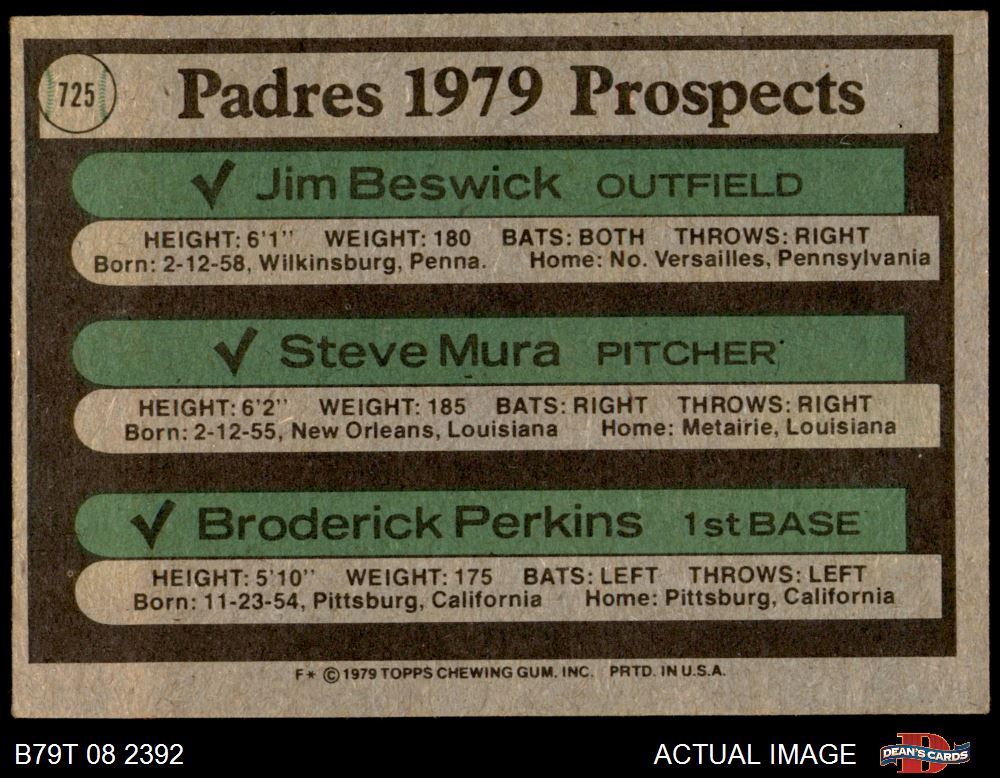 725
Padres 1979 Prospects
✓ Jim Beswick OUTFIELD
HEIGHT: 6'1" WEIGHT: 180 BATS: BOTH THROWS: RIGHT
Born: 2-12-58, Wilkinsburg, Penna. Home: No. Versailles, Pennsylvania
✓ Steve Mura PITCHER
HEIGHT: 6'2" WEIGHT: 185 BATS: RIGHT THROWS: RIGHT
Born: 2-12-55, New Orleans, Louisiana Home: Metairie, Louisiana
✓ Broderick Perkins 1st BASE
HEIGHT: 5'10" WEIGHT: 175 BATS: LEFT THROWS: LEFT
Born: 11-23-54, Pittsburg, California Home: Pittsburg, California
F* © 1979 TOPPS CHEWING GUM, INC. PRTD. IN U.S.A.
B79T 08 2392 ACTUAL IMAGE DEAN'S CARDS